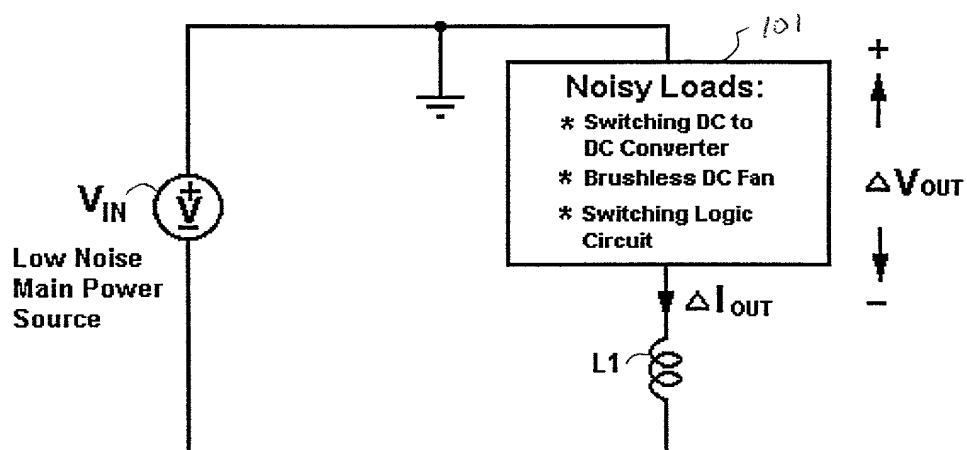 101
Noisy Loads:
* Switching DC to
DC Converter
* Brushless DC Fan
* Switching Logic
Circuit
+
ΔVOUT
−
VIN
+
V
−
Low Noise
Main Power
Source
ΔIOUT
L1